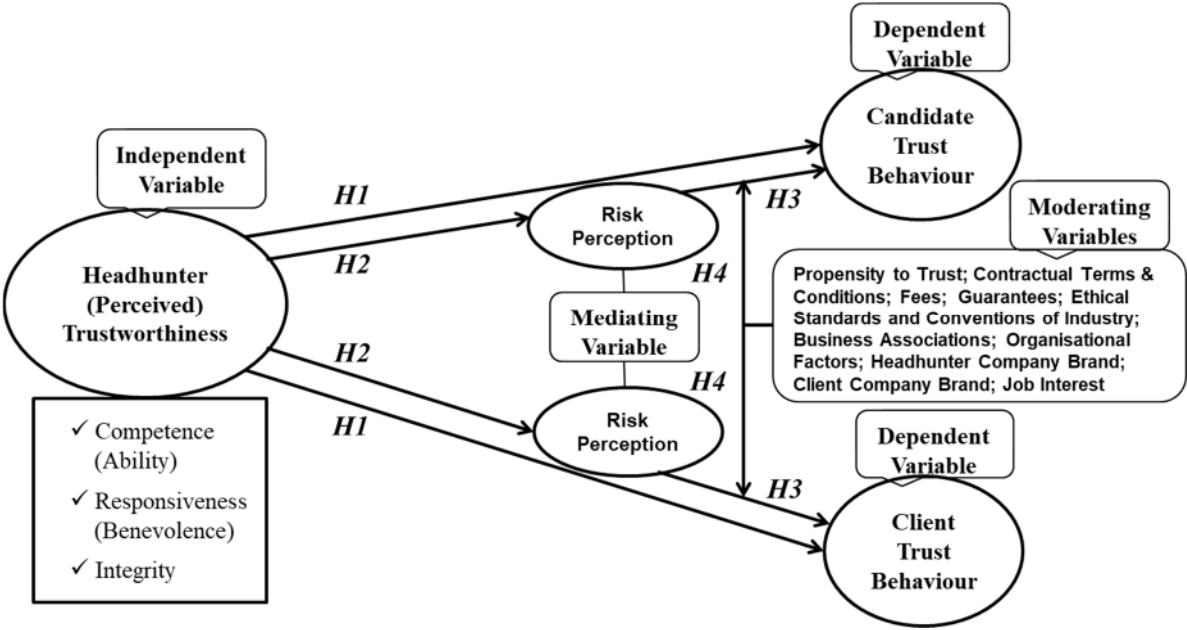 Dependent
Variable
Candidate
Trust
Behaviour
Independent
Variable
Headhunter
(Perceived)
Trustworthiness
✓ Competence
(Ability)
✓ Responsiveness
(Benevolence)
✓ Integrity
H1
H2
Risk
Perception
H3
H4
Mediating
Variable
H2
H1
Risk
Perception
H4
H3
Moderating
Variables
Propensity to Trust; Contractual Terms &
Conditions; Fees; Guarantees; Ethical
Standards and Conventions of Industry;
Business Associations; Organisational
Factors; Headhunter Company Brand;
Client Company Brand; Job Interest
Dependent
Variable
Client
Trust
Behaviour